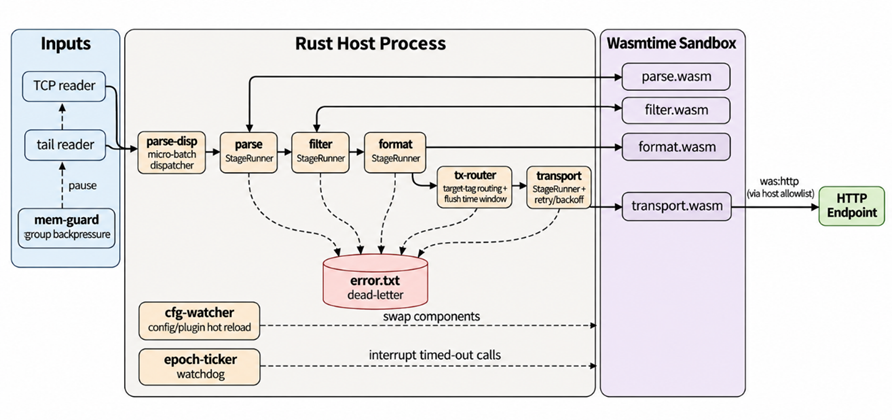 Inputs
TCP reader
tail reader
pause
mem-guard
group backpressure
Rust Host Process
parse-disp
micro-batch
dispatcher
parse
StageRunner
filter
StageRunner
format
StageRunner
tx-router
target-tag routing +
flush time window
transport
StageRunner +
retry/backoff
error.txt
dead-letter
cfg-watcher
config/plugin hot reload
swap components
epoch-ticker
watchdog
interrupt timed-out calls
Wasmtime Sandbox
parse.wasm
filter.wasm
format.wasm
transport.wasm
was:http
(via host allowlist)
HTTP
Endpoint